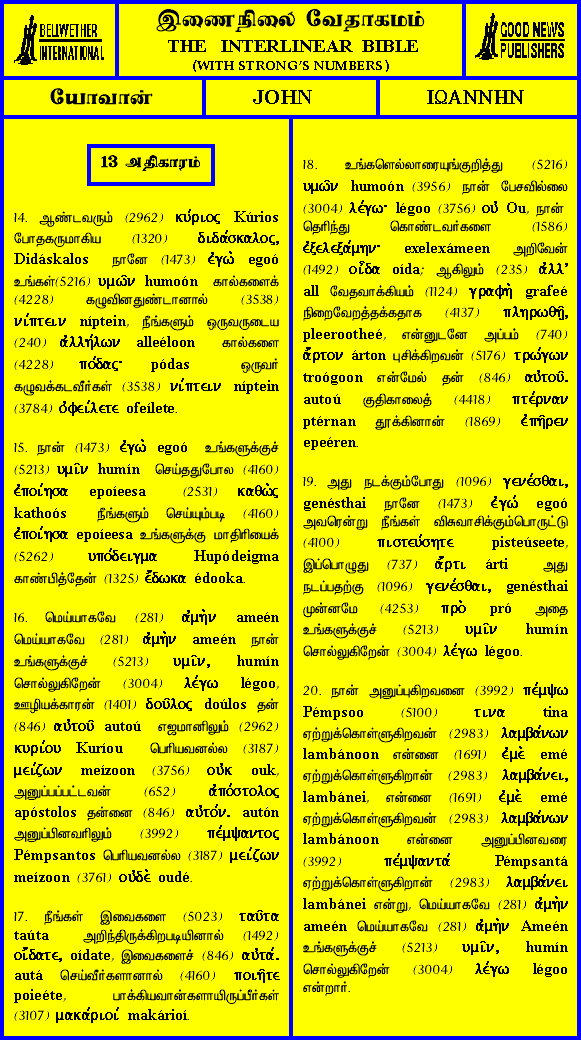 BELLWETHER
INTERNATIONAL
இணைநிலை வேதாகமம்
THE INTERLINEAR BIBLE
(WITH STRONG'S NUMBERS)
GOOD NEWS
PUBLISHERS
யோவான்
JOHN
ΙΩΑΝΝΗΝ
13 அதிகாரம்
14. ஆண்டவரும் (2962) κύριος Kúrios
போதகருமாகிய (1320) διδάσκαλος,
Didáskalos நானே (1473) ἐγὼ egoó
உங்கள்(5216) υμῶν humoón கால்களைக்
(4228) கழுவினதுண்டானால் (3538)
νίπτειν níptein, நீங்களும் ஒருவருடைய
(240) ἀλλήλων alleéloon கால்களை
(4228) πόδας· pódas ஒருவர்
கழுவக்கடவீர்கள் (3538) νίπτειν níptein
(3784) ὀφείλετε ofeílete.
15. நான் (1473) ἐγὼ egoó உங்களுக்குச்
(5213) υμῖν humín செய்ததுபோல (4160)
ἐποίησα epoíeesa (2531) καθὼς
kathoós நீங்களும் செய்யும்படி (4160)
ἐποίησα epoíeesa உங்களுக்கு மாதிரியைக்
(5262) υπόδειγμα Hupódeigma
காண்பித்தேன் (1325) ἔδωκα édooka.
16. மெய்யாகவே (281) ἀμὴν ameén
மெய்யாகவே (281) ἀμὴν ameén நான்
உங்களுக்குச் (5213) υμῖν, humín
சொல்லுகிறேன் (3004) λέγω légoo,
ஊழியக்காரன் (1401) δοῦλος doúlos தன்
(846) αὐτοῦ autoú எஜமானிலும் (2962)
κυρίου Kuríou பெரியவனல்ல (3187)
μείζων meízoon (3756) οὐκ ouk,
அனுப்பப்பட்டவன் (652) ἀπόστολος
apóstolos தன்னை (846) αὐτόν. autón
அனுப்பினவரிலும் (3992) πέμψαντος
Pémpsantos பெரியவனல்ல (3187) μείζων
meízoon (3761) οὐδὲ oudé.
17. நீங்கள் இவைகளை (5023) ταῦτα
taúta அறிந்திருக்கிறபடியினால் (1492)
οἴδατε, oídate, இவைகளைச் (846) αὐτά.
autá செய்வீர்களானால் (4160) ποιῆτε
poieéte, பாக்கியவான்களாயிருப்பீர்கள்
(3107) μακάριοί makárioí.
18. உங்களெல்லாரையுங்குறித்து (5216)
υμῶν humoón (3956) நான் பேசவில்லை
(3004) λέγω· légoo (3756) οὐ Ou, நான்
தெரிந்து கொண்டவர்களை (1586)
ἐξελεξάμην· exelexámeen அறிவேன்
(1492) οἶδα oída; ஆகிலும் (235) ἀλλ'
all வேதவாக்கியம் (1124) γραφὴ grafeé
நிறைவேறத்தக்கதாக (4137) πληρωθῇ,
pleerootheé, என்னுடனே அப்பம் (740)
ἄρτον árton புசிக்கிறவன் (5176) τρώγων
troógoon என்மேல் தன் (846) αὐτοῦ.
autoú குதிகாலைத் (4418) πτέρναν
ptérnan தூக்கினான் (1869) ἐπῆρεν
epeéren.
19. அது நடக்கும்போது (1096) γενέσθαι,
genésthai நானே (1473) ἐγώ egoó
அவரென்று நீங்கள் விசுவாசிக்கும்பொருட்டு
(4100) πιστεύσητε pisteúseete,
இப்பொழுது (737) ἄρτι árti அது
நடப்பதற்கு (1096) γενέσθαι, genésthai
முன்னமே (4253) πρὸ pró அதை
உங்களுக்குச் (5213) υμῖν humín
சொல்லுகிறேன் (3004) λέγω légoo.
20. நான் அனுப்புகிறவனை (3992) πέμψω
Pémpsoo (5100) τινα tina
ஏற்றுக்கொள்ளுகிறவன் (2983) λαμβάνων
lambánoon என்னை (1691) ἐμὲ emé
ஏற்றுக்கொள்ளுகிறான் (2983) λαμβάνει,
lambánei, என்னை (1691) ἐμὲ emé
ஏற்றுக்கொள்ளுகிறவன் (2983) λαμβάνων
lambánoon என்னை அனுப்பினவரை
(3992) πέμψαντά Pémpsantá
ஏற்றுக்கொள்ளுகிறான் (2983) λαμβάνει
lambánei என்று, மெய்யாகவே (281) ἀμὴν
ameén மெய்யாகவே (281) ἀμὴν Ameén
உங்களுக்குச் (5213) υμῖν, humín
சொல்லுகிறேன் (3004) λέγω légoo
என்றார்.